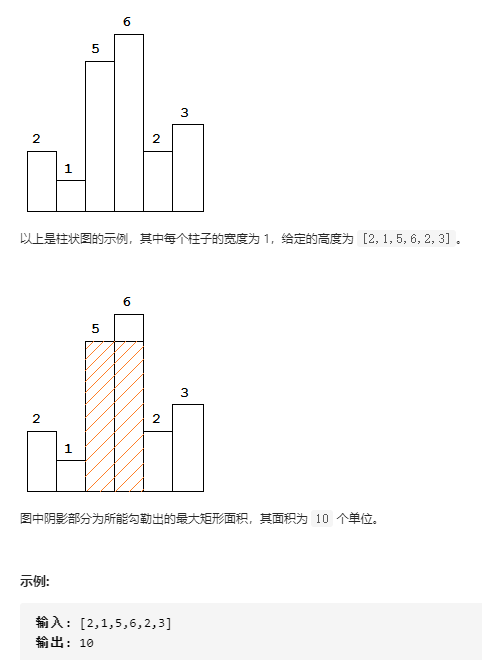 6
5
3
2
2
1
以上是柱状图的示例，其中每个柱子的宽度为 1，给定的高度为 [2,1,5,6,2,3]。
6
5
3
2
2
1
图中阴影部分为所能勾勒出的最大矩形面积，其面积为 10 个单位。
示例:
输入: [2,1,5,6,2,3]
输出: 10